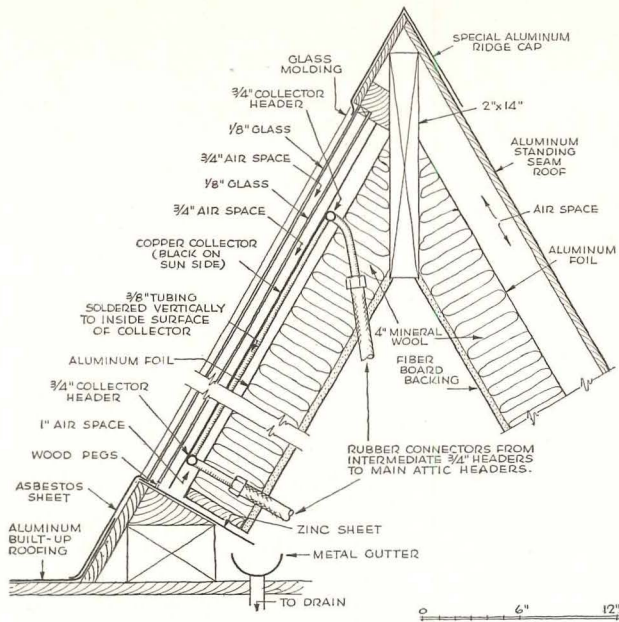 SPECIAL ALUMINUM
RIDGE CAP
GLASS
MOLDING
3/4" COLLECTOR
HEADER
2" x 14"
1/8" GLASS
ALUMINUM
STANDING
SEAM
ROOF
3/4" AIR SPACE
1/8" GLASS
3/4" AIR SPACE
AIR SPACE
COPPER COLLECTOR
(BLACK ON
SUN SIDE)
ALUMINUM
FOIL
3/8" TUBING
SOLDERED VERTICALLY
TO INSIDE SURFACE
OF COLLECTOR
4" MINERAL
WOOL
ALUMINUM FOIL
FIBER
BOARD
BACKING
3/4" COLLECTOR
HEADER
1" AIR SPACE
WOOD PEGS
RUBBER CONNECTORS FROM
INTERMEDIATE 3/4" HEADERS
TO MAIN ATTIC HEADERS.
ASBESTOS
SHEET
ZINC SHEET
ALUMINUM
BUILT-UP
ROOFING
METAL GUTTER
TO DRAIN
0 6" 12"